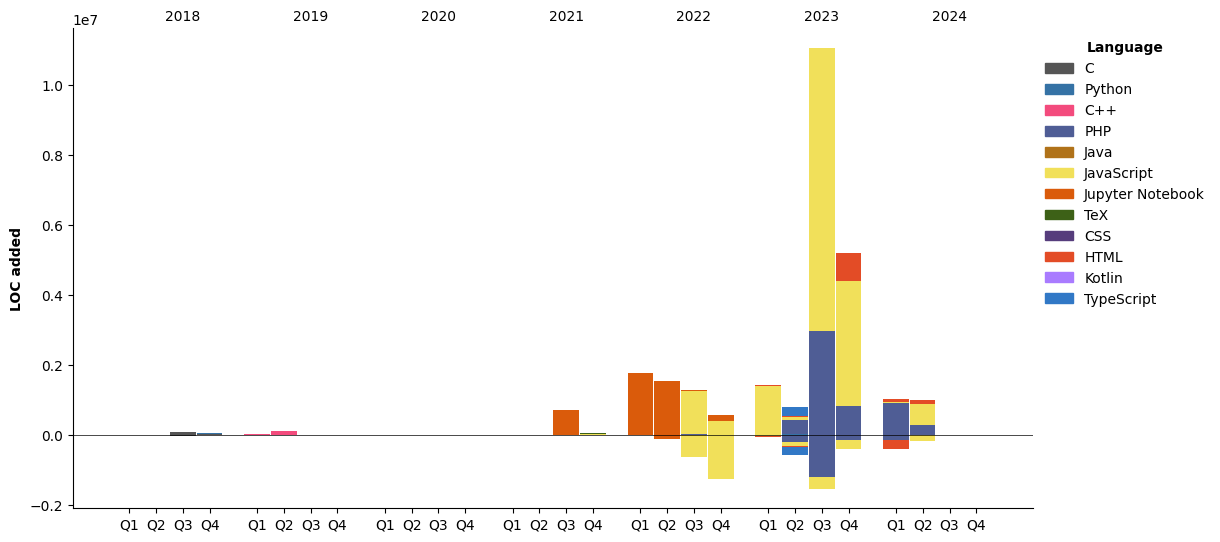 1e7
2018 2019 2020 2021 2022 2023 2024
LOC added
1.0
0.8
0.6
0.4
0.2
0.0
−0.2
Q1 Q2 Q3 Q4 Q1 Q2 Q3 Q4 Q1 Q2 Q3 Q4 Q1 Q2 Q3 Q4 Q1 Q2 Q3 Q4 Q1 Q2 Q3 Q4 Q1 Q2 Q3 Q4
Language
C
Python
C++
PHP
Java
JavaScript
Jupyter Notebook
TeX
CSS
HTML
Kotlin
TypeScript